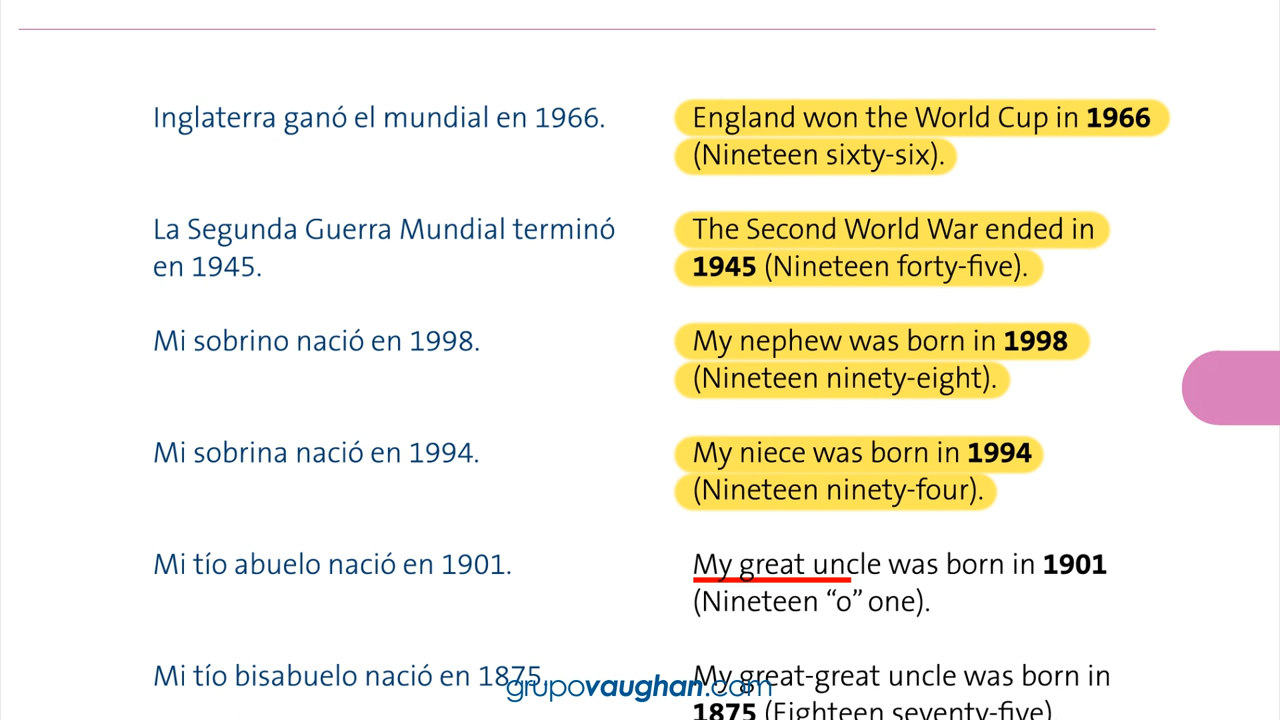 Inglaterra ganó el mundial en 1966.
England won the World Cup in 1966
(Nineteen sixty-six).
La Segunda Guerra Mundial terminó
en 1945.
The Second World War ended in
1945 (Nineteen forty-five).
Mi sobrino nació en 1998.
My nephew was born in 1998
(Nineteen ninety-eight).
Mi sobrina nació en 1994.
My niece was born in 1994
(Nineteen ninety-four).
Mi tío abuelo nació en 1901.
My great uncle was born in 1901
(Nineteen “o” one).
Mi tío bisabuelo nació en 1875.
My great-great uncle was born in
1875 (Eighteen seventy-five)
grupovaughan.com